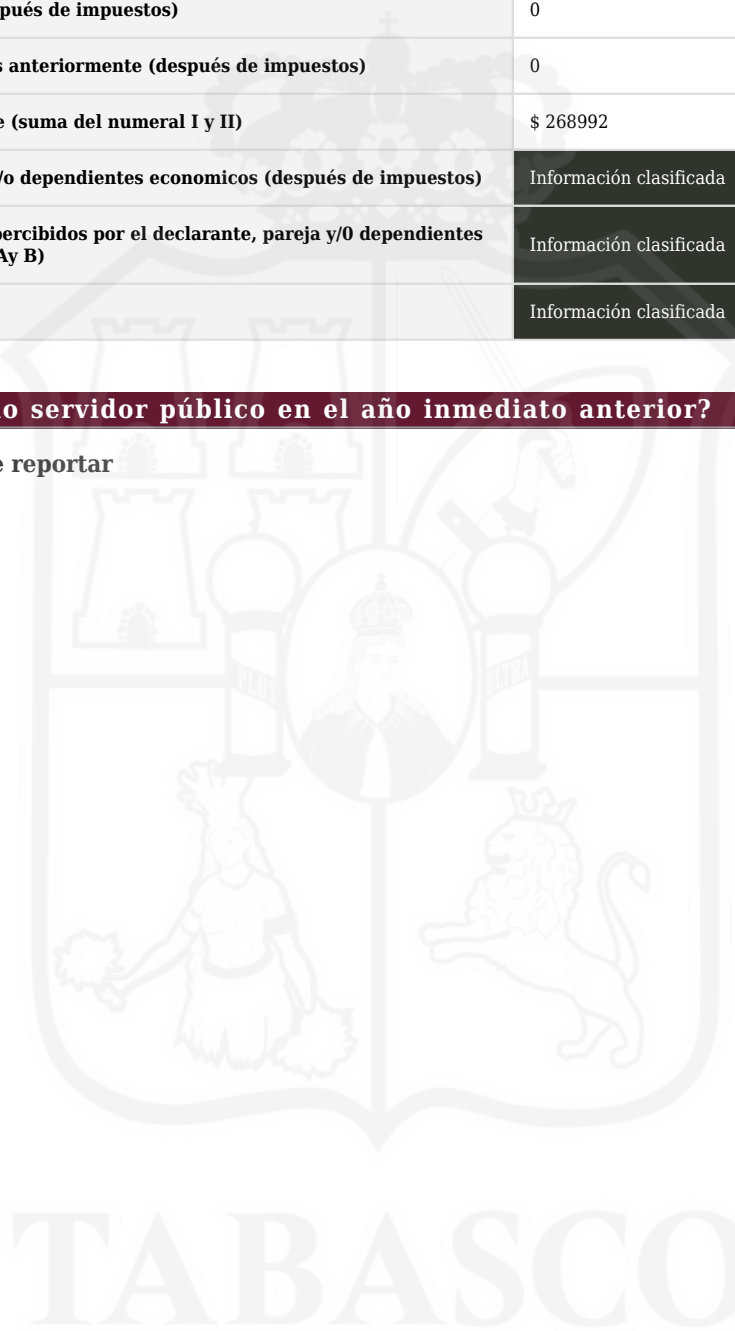 pués de impuestos)
0
s anteriormente (después de impuestos)
0
e (suma del numeral I y II)
$ 268992
/o dependientes economicos (después de impuestos)
Información clasificada
percibidos por el declarante, pareja y/0 dependientes
Ay B)
Información clasificada
Información clasificada
o servidor público en el año inmediato anterior?
e reportar
PLUS
ULTRA
TABASCO